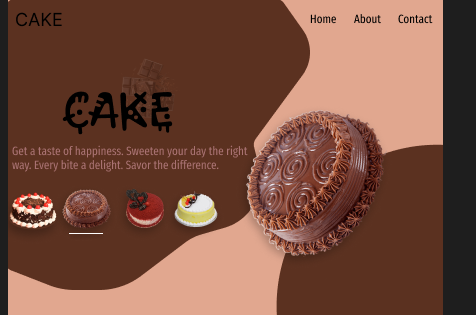 CAKE
Home About Contact
CAKE
Get a taste of happiness. Sweeten your day the right
way. Every bite a delight. Savor the difference.